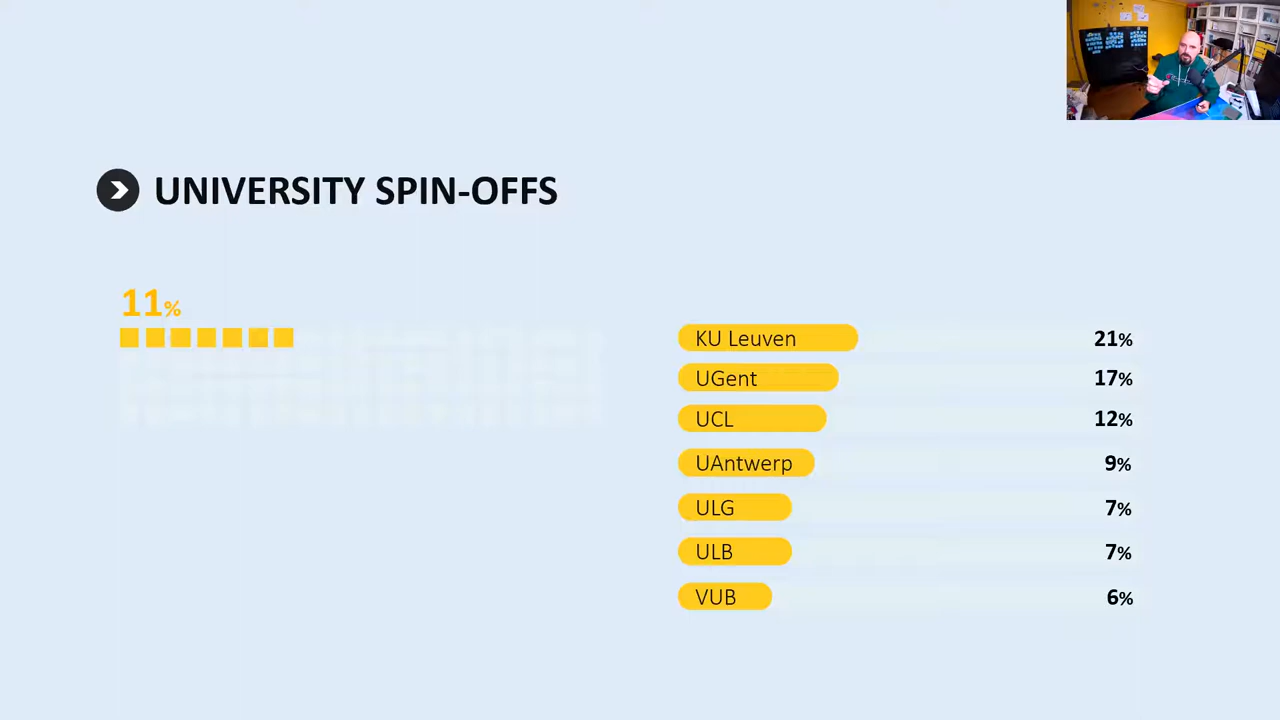 UNIVERSITY SPIN-OFFS
11%
KU Leuven 21%
UGent 17%
UCL 12%
UAntwerp 9%
ULG 7%
ULB 7%
VUB 6%